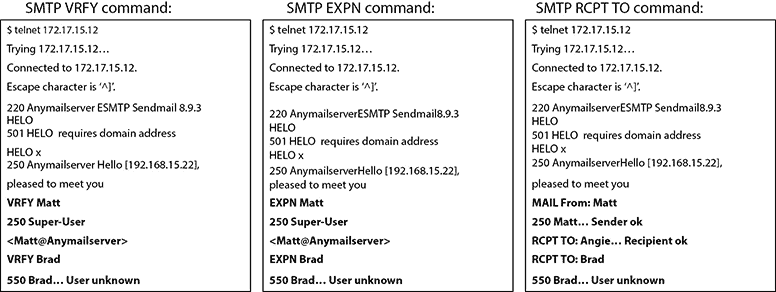 SMTP VRFY command:
$ telnet 172.17.15.12
Trying 172.17.15.12…
Connected to 172.17.15.12.
Escape character is ‘^]’.
220 Anymailserver ESMTP Sendmail 8.9.3
HELO
501 HELO requires domain address
HELO x
250 Anymailserver Hello [192.168.15.22],
pleased to meet you
VRFY Matt
250 Super-User
<Matt@Anymailserver>
VRFY Brad
550 Brad… User unknown
SMTP EXPN command:
$ telnet 172.17.15.12
Trying 172.17.15.12…
Connected to 172.17.15.12.
Escape character is ‘^]’.
220 AnymailserverESMTP Sendmail8.9.3
HELO
501 HELO requires domain address
HELO x
250 AnymailserverHello [192.168.15.22],
pleased to meet you
EXPN Matt
250 Super-User
<Matt@Anymailserver>
EXPN Brad
550 Brad… User unknown
SMTP RCPT TO command:
$ telnet 172.17.15.12
Trying 172.17.15.12…
Connected to 172.17.15.12.
Escape character is ‘^]’.
220 AnymailserverESMTP Sendmail8.9.3
HELO
501 HELO requires domain address
HELO x
250 AnymailserverHello [192.168.15.22],
pleased to meet you
MAIL From: Matt
250 Matt… Sender ok
RCPT TO: Angie… Recipient ok
RCPT TO: Brad
550 Brad… User unknown